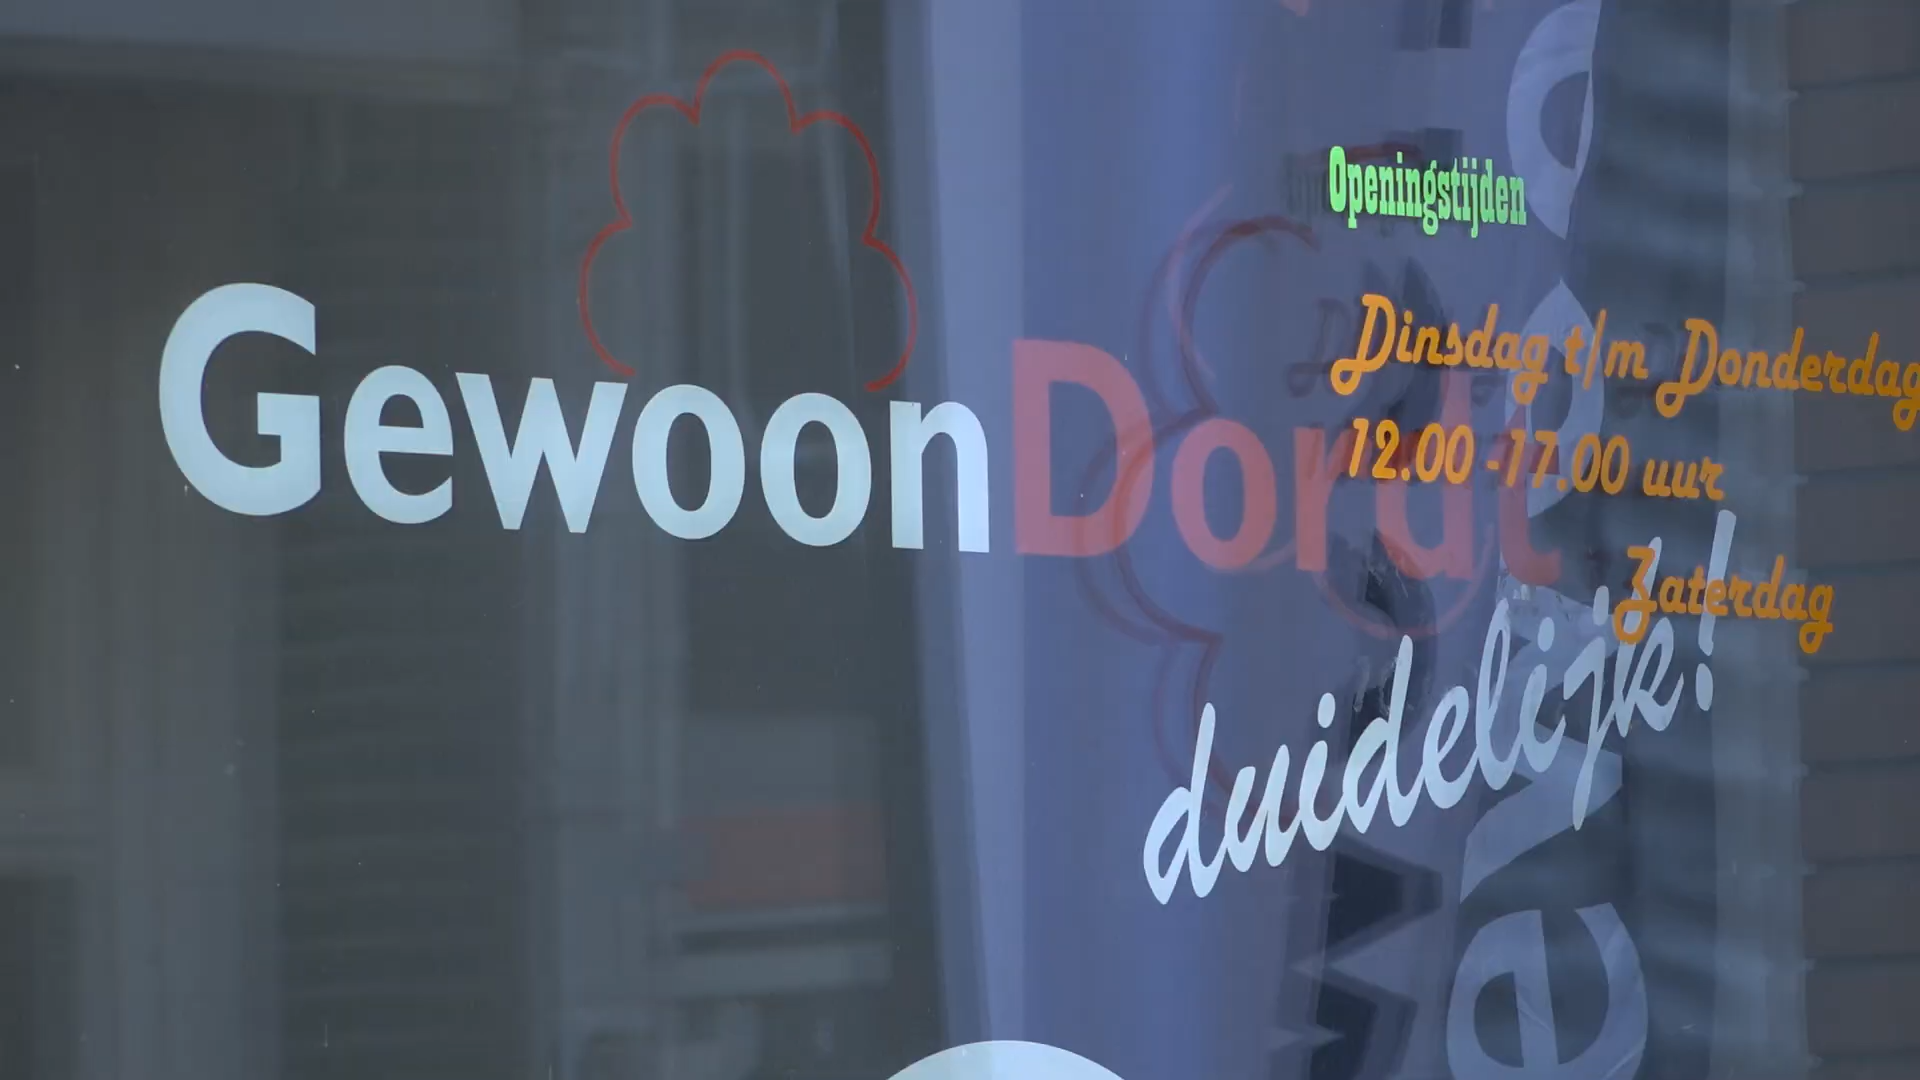 GewoonDordt
duidelijk!
Openingstijden
Dinsdag t/m Donderdag
12.00 - 17.00 uur
Zaterdag